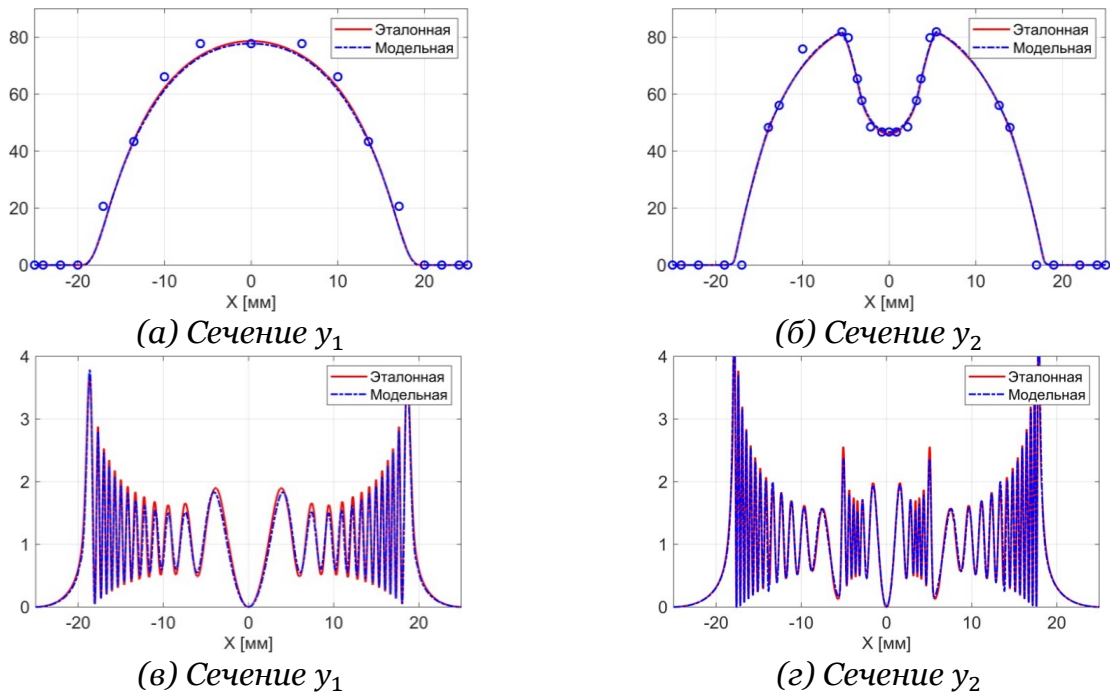 80
60
40
20
0
Эталонная
Модельная
-20 -10 0 10 20
X [мм]
(а) Сечение y₁
80
60
40
20
0
Эталонная
Модельная
-20 -10 0 10 20
X [мм]
(б) Сечение y₂
4
3
2
1
0
Эталонная
Модельная
-20 -10 0 10 20
X [мм]
(в) Сечение y₁
4
3
2
1
0
Эталонная
Модельная
-20 -10 0 10 20
X [мм]
(г) Сечение y₂